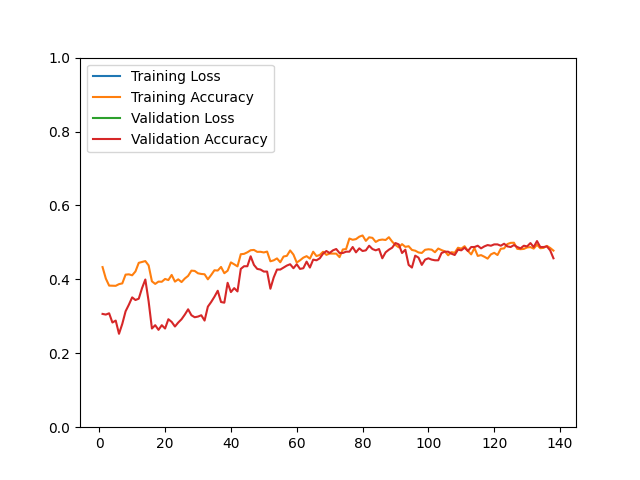 1.0
0.8
0.6
0.4
0.2
0.0
Training Loss
Training Accuracy
Validation Loss
Validation Accuracy
0 20 40 60 80 100 120 140